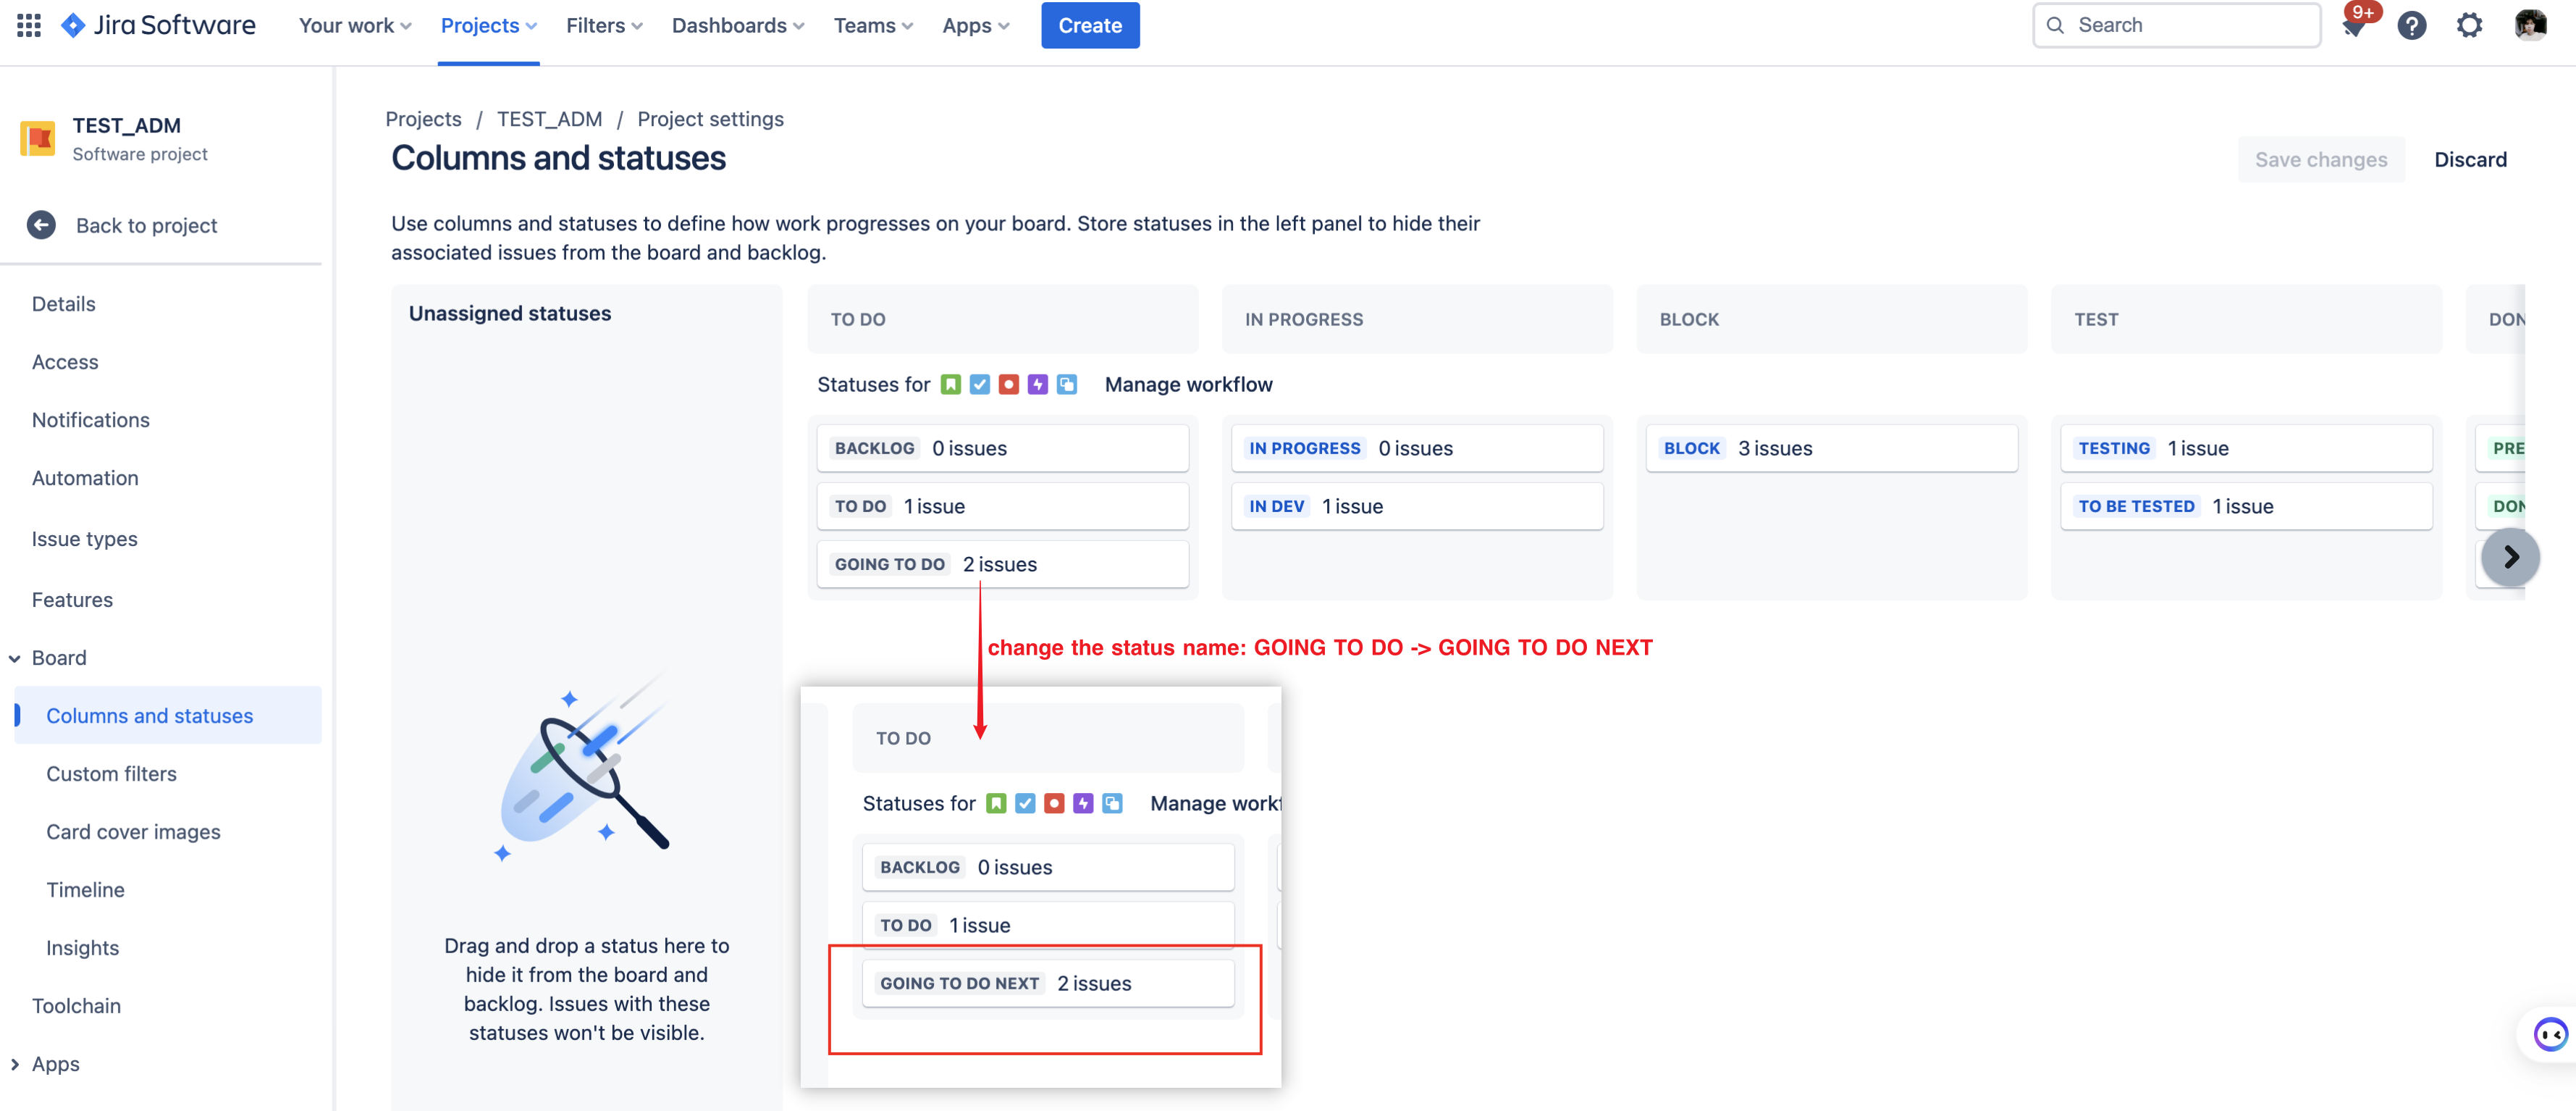 Jira Software
Your work
Projects
Filters
Dashboards
Teams
Apps
Create
Search
9+
TEST_ADM
Software project
Back to project
Details
Access
Notifications
Automation
Issue types
Features
Board
Columns and statuses
Custom filters
Card cover images
Timeline
Insights
Toolchain
Apps
Projects / TEST_ADM / Project settings
Columns and statuses
Save changes
Discard
Use columns and statuses to define how work progresses on your board. Store statuses in the left panel to hide their
associated issues from the board and backlog.
Unassigned statuses
Drag and drop a status here to
hide it from the board and
backlog. Issues with these
statuses won't be visible.
TO DO
IN PROGRESS
BLOCK
TEST
DON
Statuses for
Manage workflow
BACKLOG 0 issues
TO DO 1 issue
GOING TO DO 2 issues
IN PROGRESS 0 issues
IN DEV 1 issue
BLOCK 3 issues
TESTING 1 issue
TO BE TESTED 1 issue
PRE
DON
change the status name: GOING TO DO -> GOING TO DO NEXT
TO DO
Statuses for
Manage workf
BACKLOG 0 issues
TO DO 1 issue
GOING TO DO NEXT 2 issues